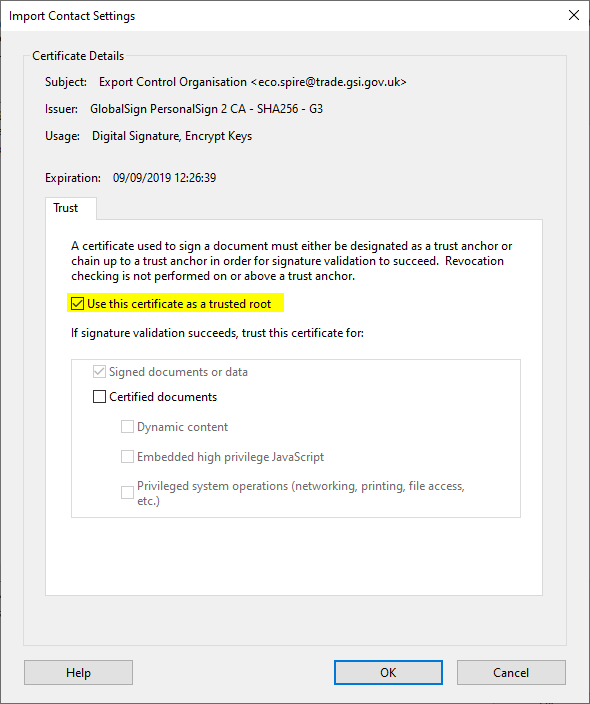 Import Contact Settings
Certificate Details
Subject: Export Control Organisation <eco.spire@trade.gsi.gov.uk>
Issuer: GlobalSign PersonalSign 2 CA - SHA256 - G3
Usage: Digital Signature, Encrypt Keys
Expiration: 09/09/2019 12:26:39
Trust
A certificate used to sign a document must either be designated as a trust anchor or
chain up to a trust anchor in order for signature validation to succeed. Revocation
checking is not performed on or above a trust anchor.
Use this certificate as a trusted root
If signature validation succeeds, trust this certificate for:
Signed documents or data
Certified documents
Dynamic content
Embedded high privilege JavaScript
Privileged system operations (networking, printing, file access,
etc.)
Help
OK
Cancel